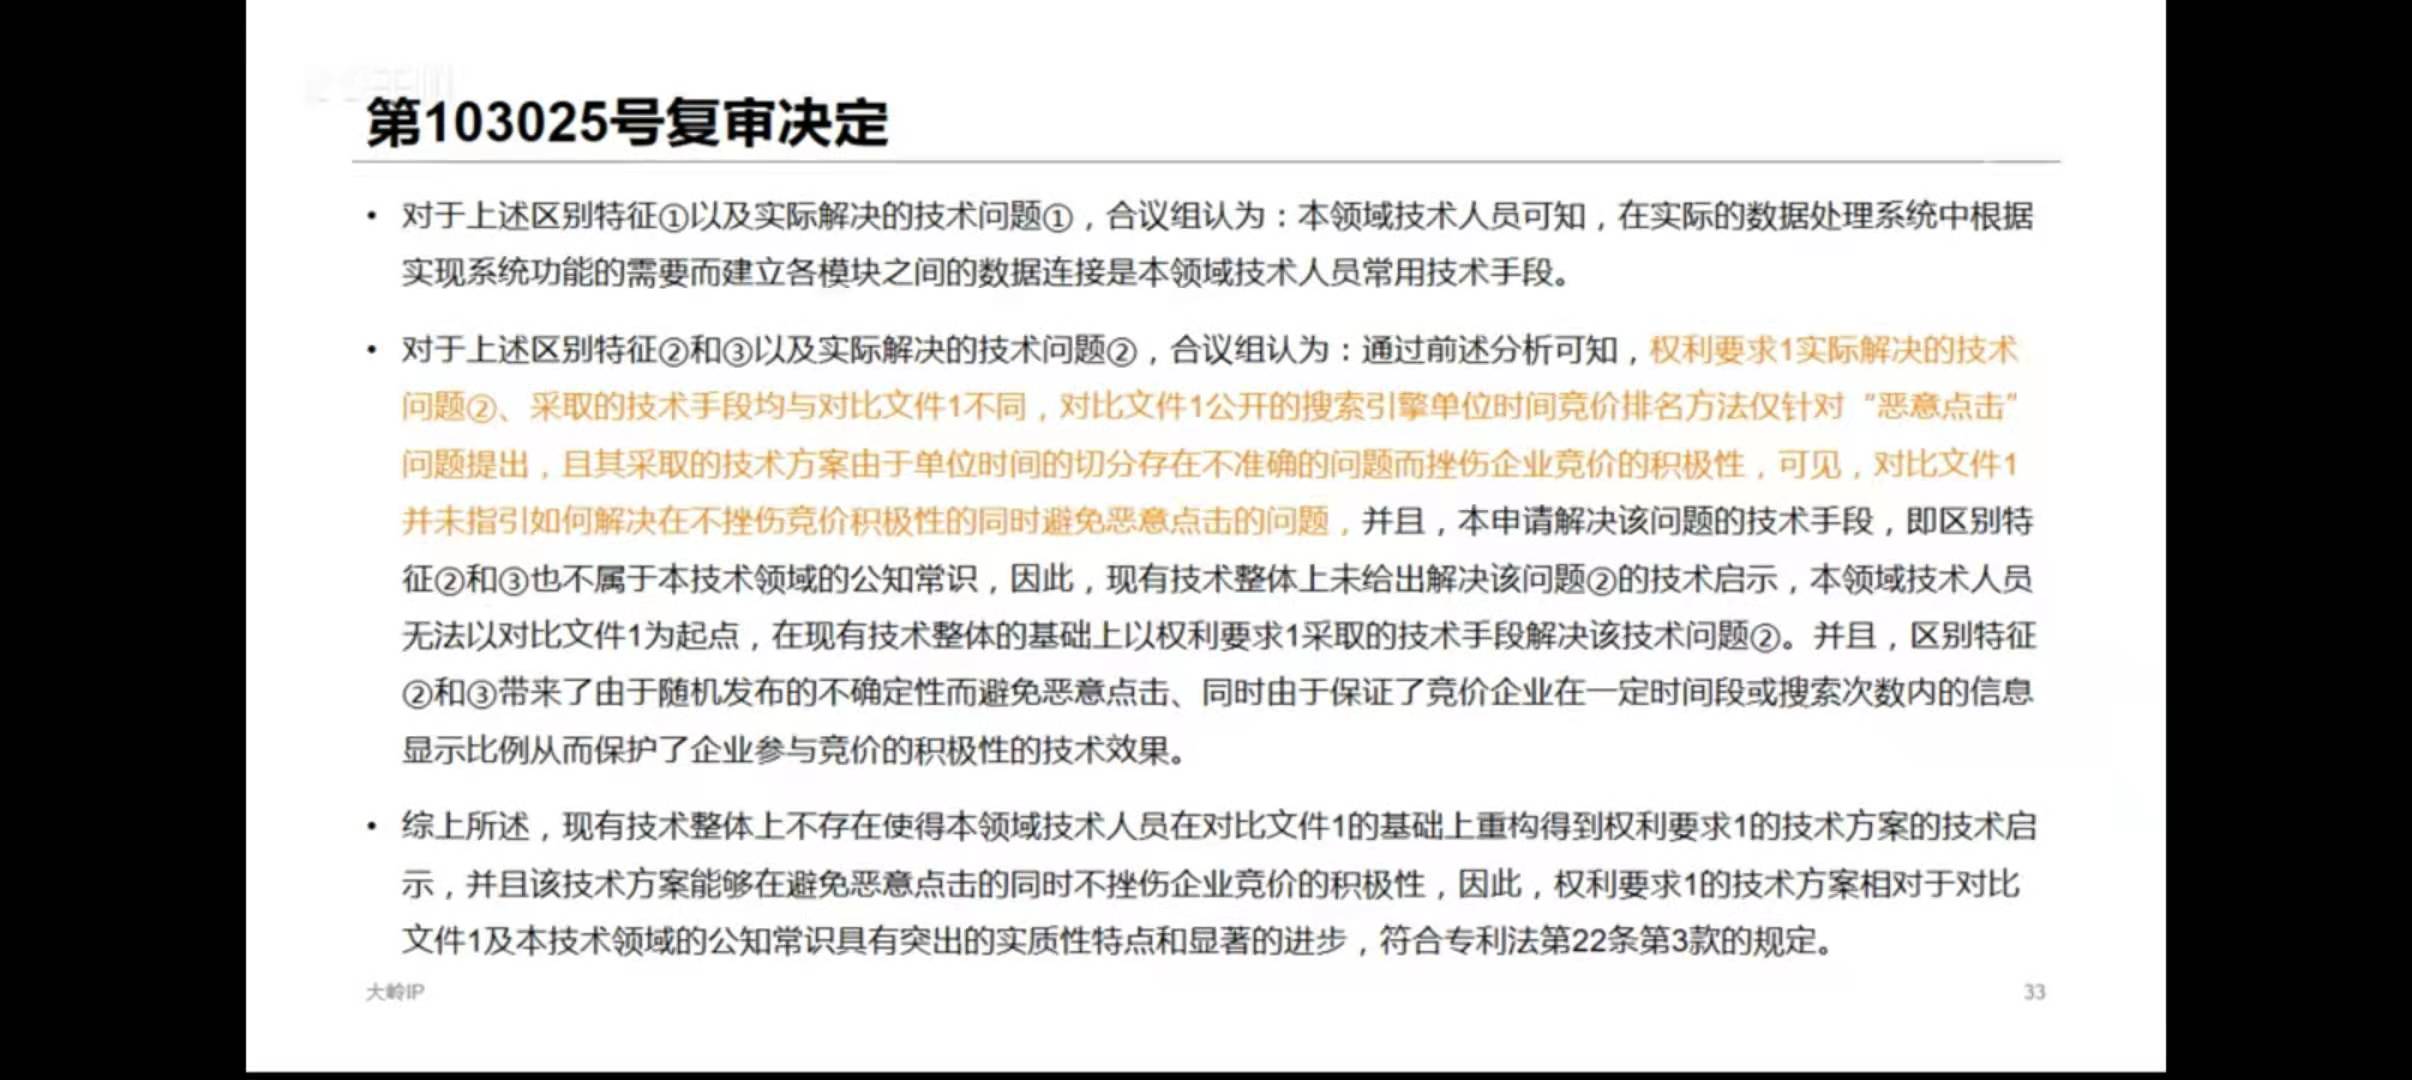 第103025号复审决定
• 对于上述区别特征①以及实际解决的技术问题①，合议组认为：本领域技术人员可知，在实际的数据处理系统中根据
实现系统功能的需要而建立各模块之间的数据连接是本领域技术人员常用技术手段。
• 对于上述区别特征②和③以及实际解决的技术问题②，合议组认为：通过前述分析可知，权利要求1实际解决的技术
问题②、采取的技术手段均与对比文件1不同，对比文件1公开的搜索引擎单位时间竞价排名方法仅针对“恶意点击”
问题提出，且其采取的技术方案由于单位时间的切分存在不准确的问题而挫伤企业竞价的积极性，可见，对比文件1
并未指引如何解决在不挫伤竞价积极性的同时避免恶意点击的问题，并且，本申请解决该问题的技术手段，即区别特
征②和③也不属于本技术领域的公知常识，因此，现有技术整体上未给出解决该问题②的技术启示，本领域技术人员
无法以对比文件1为起点，在现有技术整体的基础上以权利要求1采取的技术手段解决该技术问题②。并且，区别特征
②和③带来了由于随机发布的不确定性而避免恶意点击、同时由于保证了竞价企业在一定时间段或搜索次数内的信息
显示比例从而保护了企业参与竞价的积极性的技术效果。
• 综上所述，现有技术整体上不存在使得本领域技术人员在对比文件1的基础上重构得到权利要求1的技术方案的技术启
示，并且该技术方案能够在避免恶意点击的同时不挫伤企业竞价的积极性，因此，权利要求1的技术方案相对于对比
文件1及本技术领域的公知常识具有突出的实质性特点和显著的进步，符合专利法第22条第3款的规定。
大岭IP
33